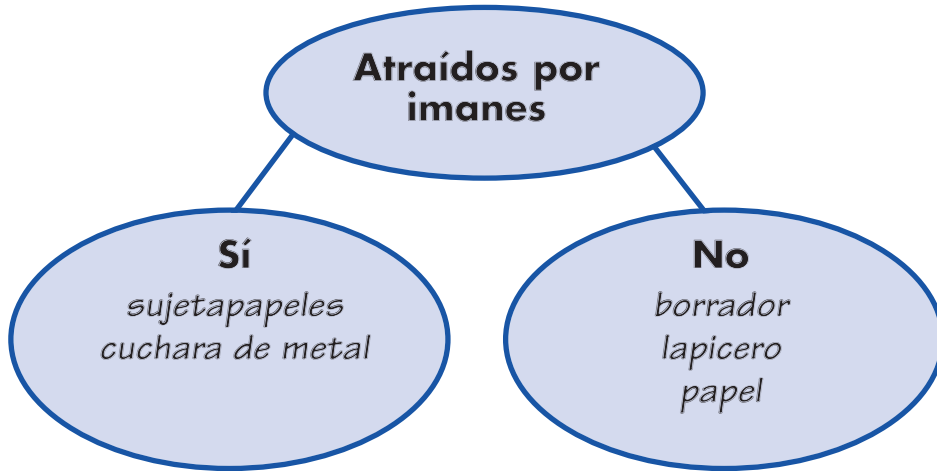 Atraídos por
imanes
Sí
sujetapapeles
cuchara de metal
No
borrador
lapicero
papel